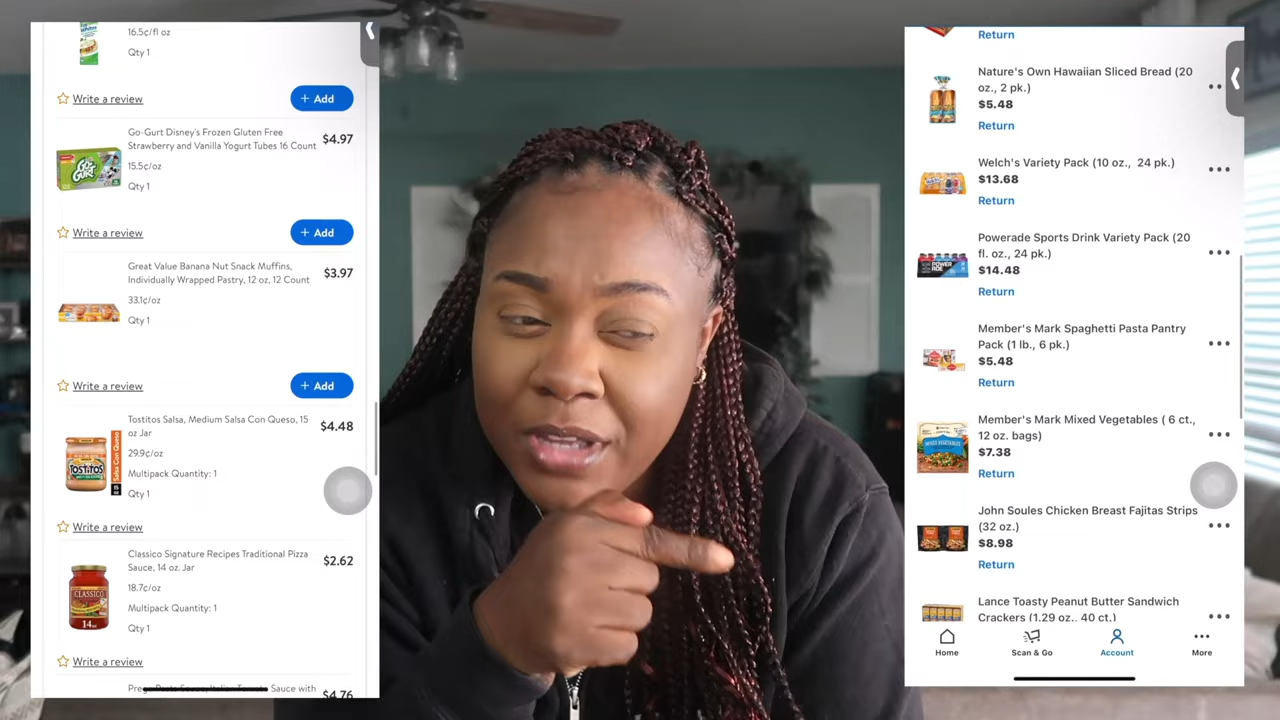 16.5¢/fl oz
Qty 1
Write a review
+ Add
Go-Gurt Disney's Frozen Gluten Free
Strawberry and Vanilla Yogurt Tubes 16 Count
$4.97
15.5¢/oz
Qty 1
Write a review
+ Add
Great Value Banana Nut Snack Muffins,
Individually Wrapped Pastry, 12 oz, 12 Count
$3.97
33.1¢/oz
Qty 1
Write a review
+ Add
Tostitos Salsa, Medium Salsa Con Queso, 15
oz Jar
$4.48
29.9¢/oz
Multipack Quantity: 1
Qty 1
TOSTITOS
Salsa Con Queso
Write a review
Classico Signature Recipes Traditional Pizza
Sauce, 14 oz. Jar
$2.62
18.7¢/oz
Multipack Quantity: 1
Qty 1
CLASSICO
14
Write a review
Sauce with
$4.76
Return
Nature's Own Hawaiian Sliced Bread (20
oz., 2 pk.)
$5.48
Return
Welch's Variety Pack (10 oz., 24 pk.)
$13.68
Return
Powerade Sports Drink Variety Pack (20
fl. oz., 24 pk.)
$14.48
Return
Member's Mark Spaghetti Pasta Pantry
Pack (1 lb., 6 pk.)
$5.48
Return
Member's Mark Mixed Vegetables ( 6 ct.,
12 oz. bags)
$7.38
Return
John Soules Chicken Breast Fajitas Strips
(32 oz.)
$8.98
Return
Lance Toasty Peanut Butter Sandwich
Crackers (1.29 oz., 40 ct.)
Home
Scan & Go
Account
More